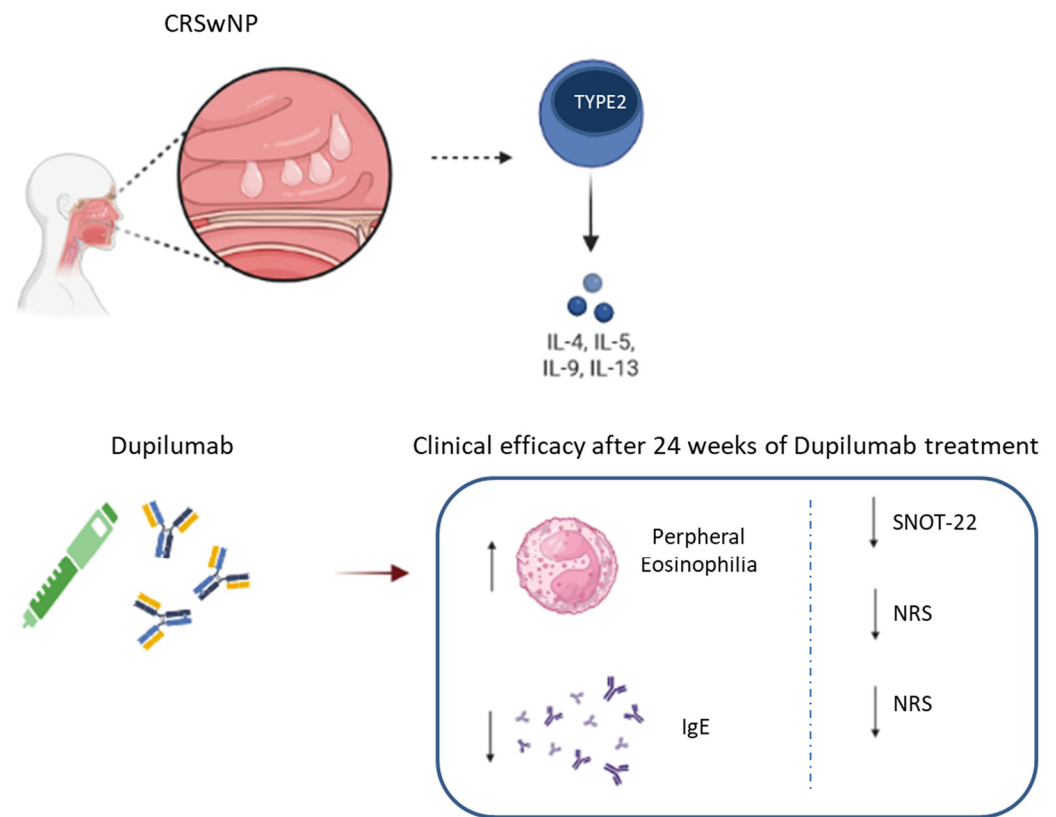 CRSwNP
TYPE2
IL-4, IL-5,
IL-9, IL-13
Dupilumab
Clinical efficacy after 24 weeks of Dupilumab treatment
Perpheral
Eosinophilia
IgE
SNOT-22
NRS
NRS